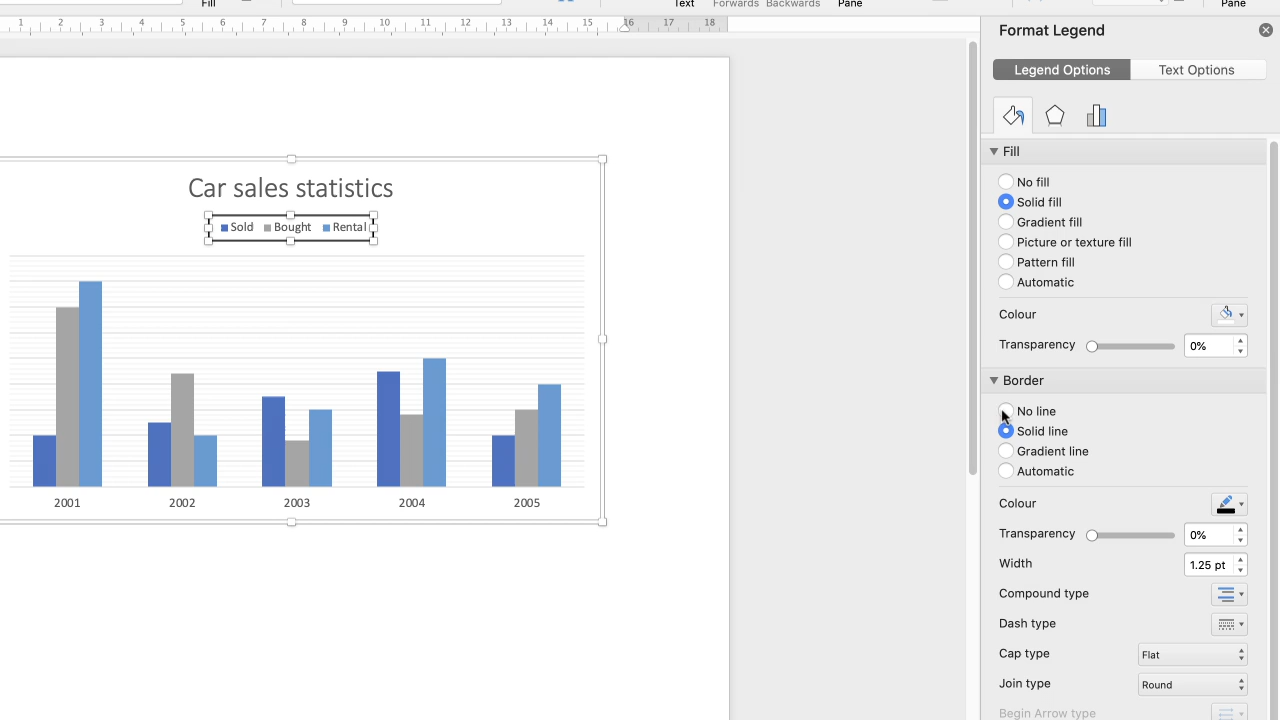 Fill
Text Forwards Backwards Pane
Pane
1 2 3 4 5 6 7 8 9 10 11 12 13 14 15 16 17 18
Format Legend
Legend Options Text Options
Fill
No fill
Solid fill
Gradient fill
Picture or texture fill
Pattern fill
Automatic
Colour
Transparency 0%
Border
No line
Solid line
Gradient line
Automatic
Colour
Transparency 0%
Width 1.25 pt
Compound type
Dash type
Cap type Flat
Join type Round
Begin Arrow type
Car sales statistics
Sold Bought Rental
2001 2002 2003 2004 2005